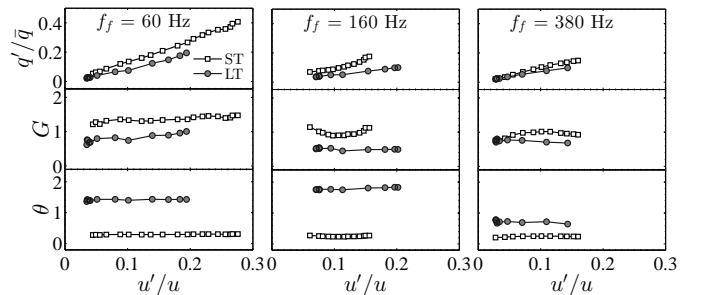 f_f = 60 Hz
f_f = 160 Hz
f_f = 380 Hz
q′/q̄
0.4
0.2
0
ST
LT
G
2
1
0
θ
2
1
0
0 0.1 0.2 0.3
0 0.1 0.2 0.3
0 0.1 0.2 0.3
u′/u
u′/u
u′/u